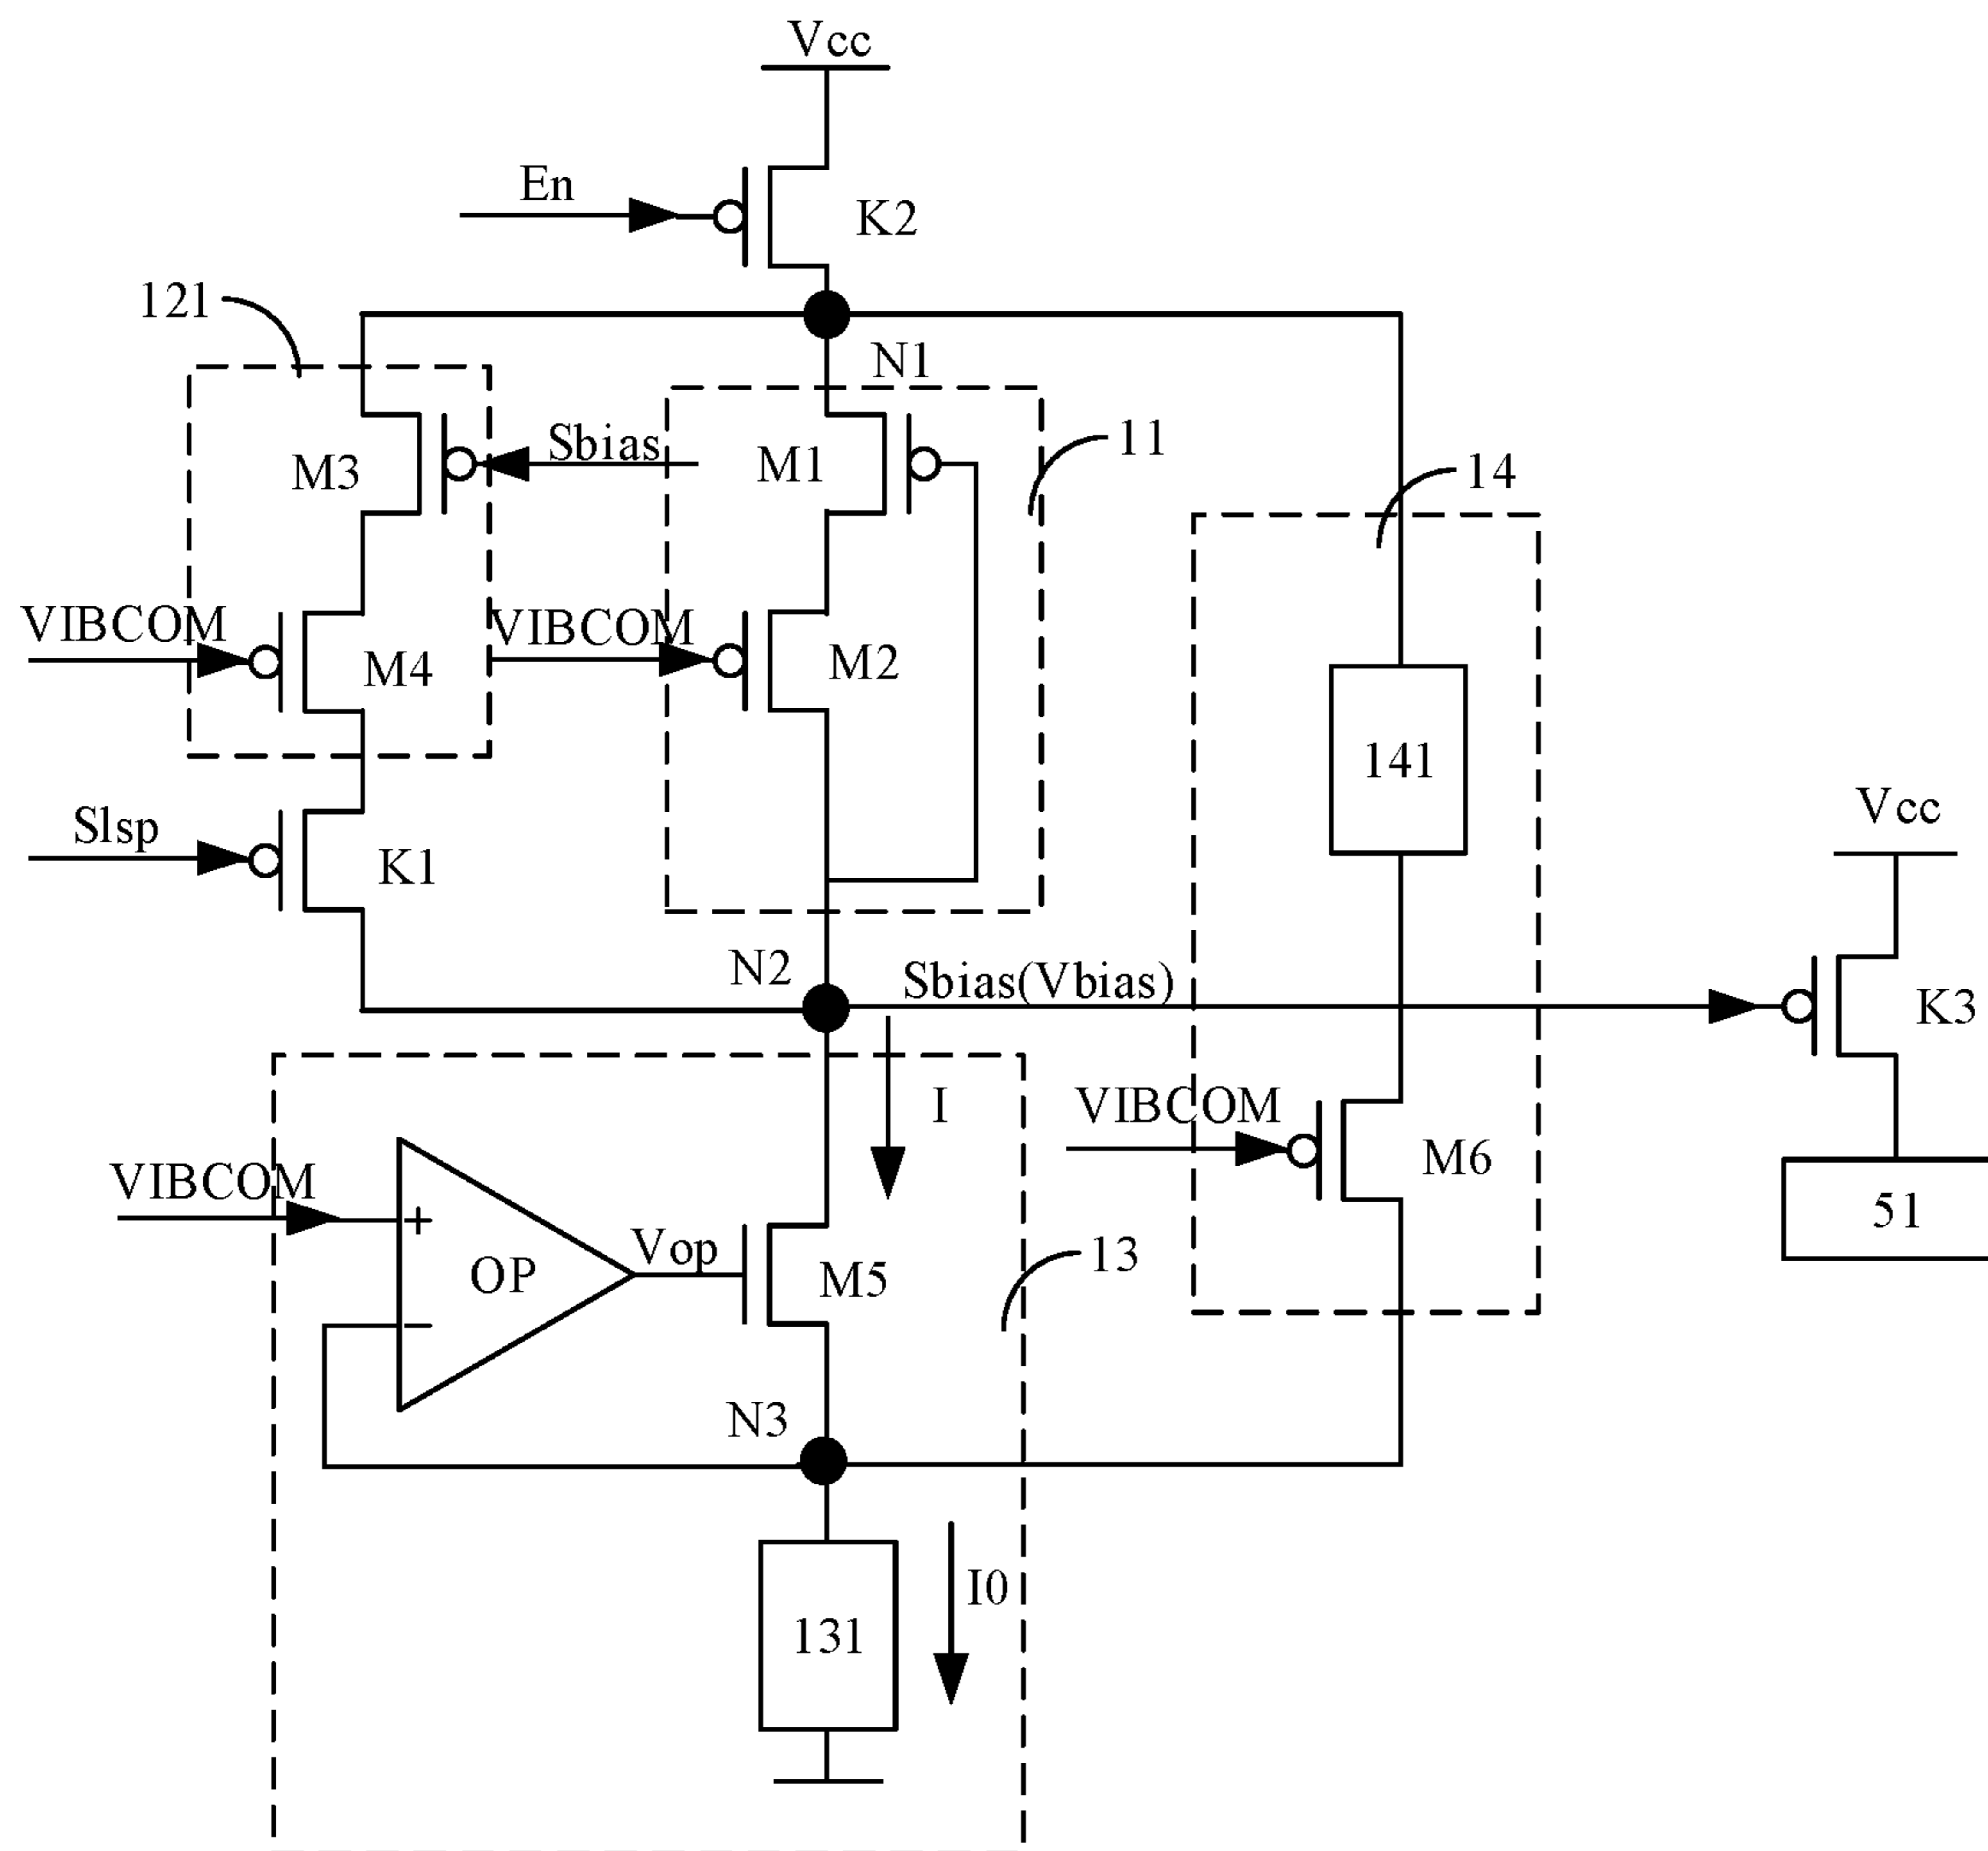 Vcc
En
K2
121
N1
Sbias
M1
11
M3
14
VIBCOM
VIBCOM
M4
M2
141
Vcc
Slsp
K1
N2
Sbias(Vbias)
K3
I
VIBCOM
M6
VIBCOM
+
51
Vop
OP
M5
13
−
N3
I0
131